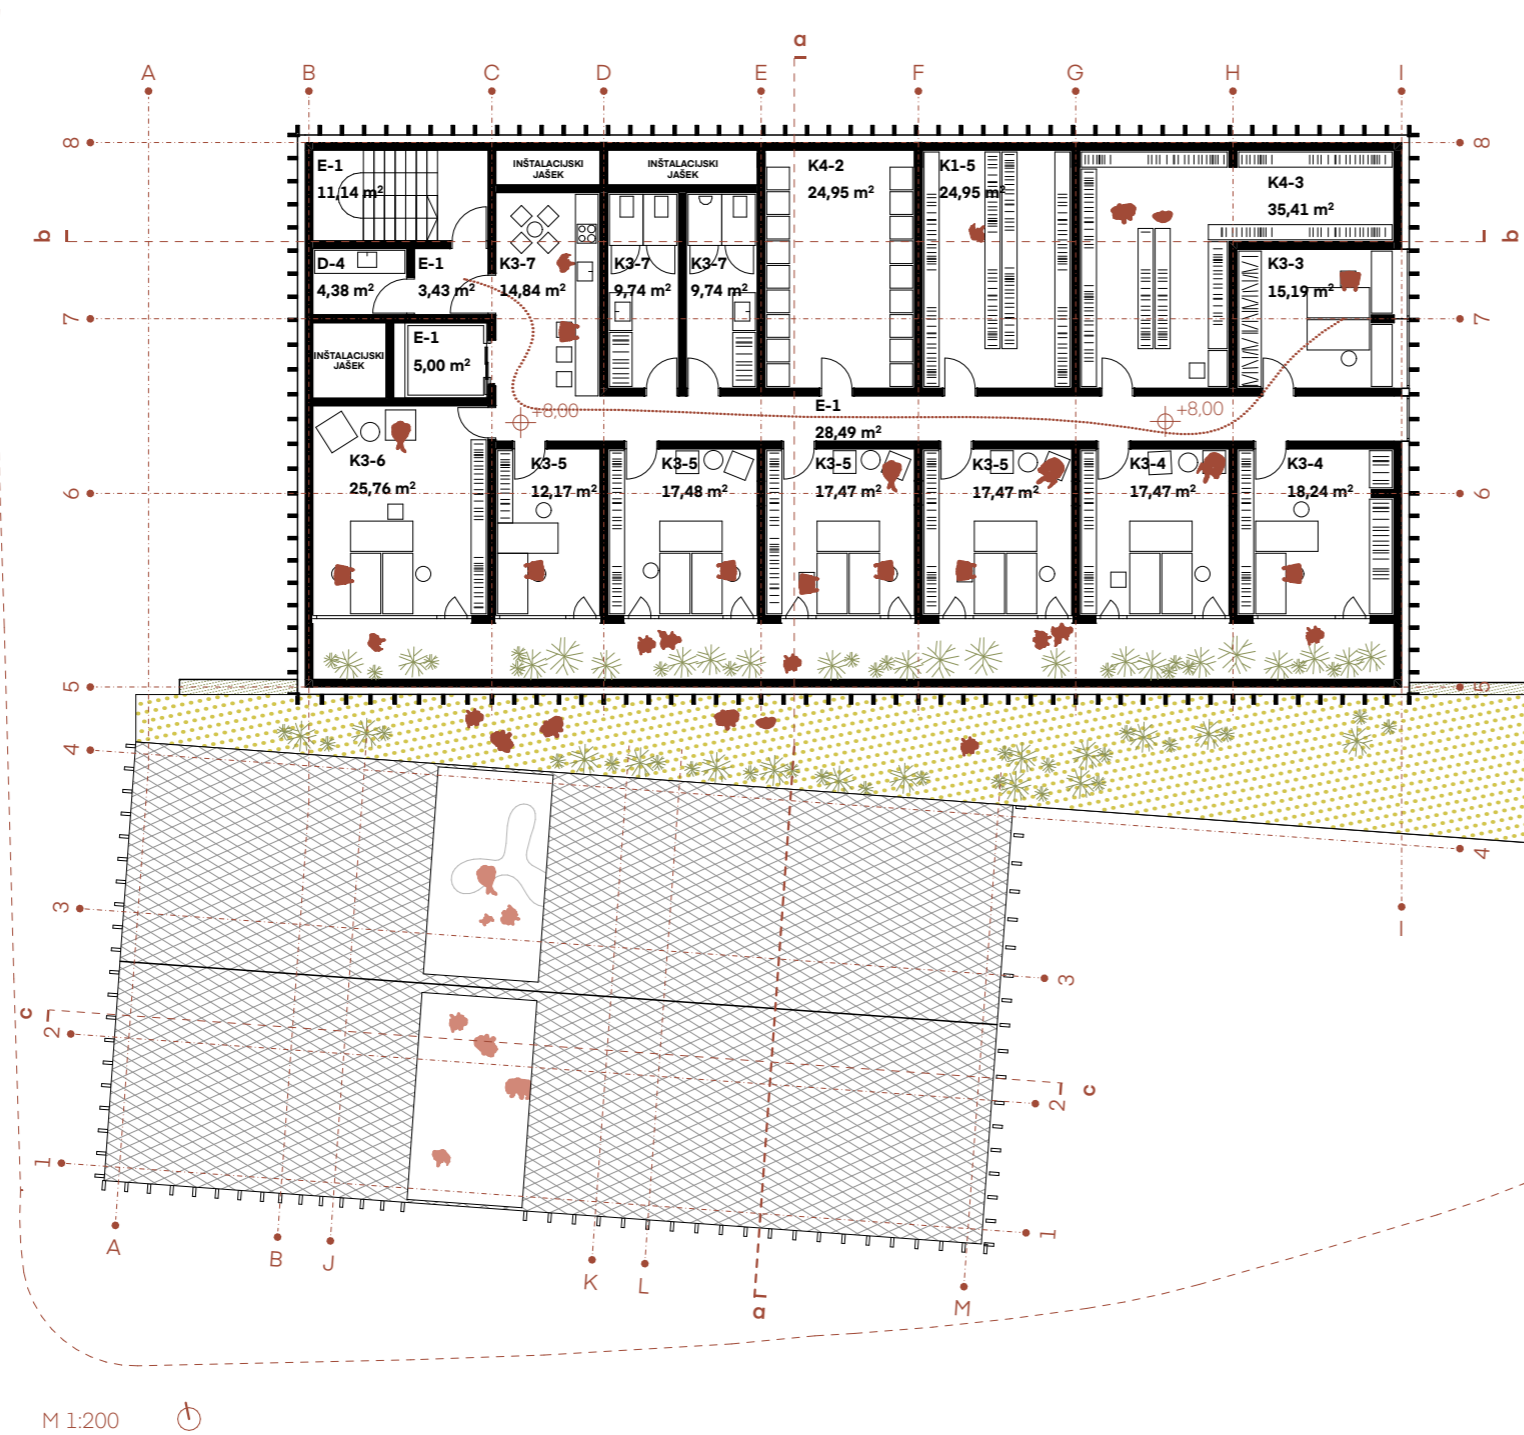 a
A B C D E F G H I
8 8
E-1
11,14 m²
INŠTALACIJSKI
JAŠEK
INŠTALACIJSKI
JAŠEK
K4-2
24,95 m²
K1-5
24,95 m²
K4-3
35,41 m²
b b
D-4
4,38 m²
E-1
3,43 m²
K3-7
14,84 m²
K3-7
9,74 m²
K3-7
9,74 m²
K3-3
15,19 m²
7 7
INŠTALACIJSKI
JAŠEK
E-1
5,00 m²
+8,00
E-1
28,49 m²
+8,00
K3-6
25,76 m²
K3-5
12,17 m²
K3-5
17,48 m²
K3-5
17,47 m²
K3-5
17,47 m²
K3-4
17,47 m²
K3-4
18,24 m²
6 6
5 5
4 4
3 3
I
c c
2 2
1 1
A B J K L a M
M 1:200